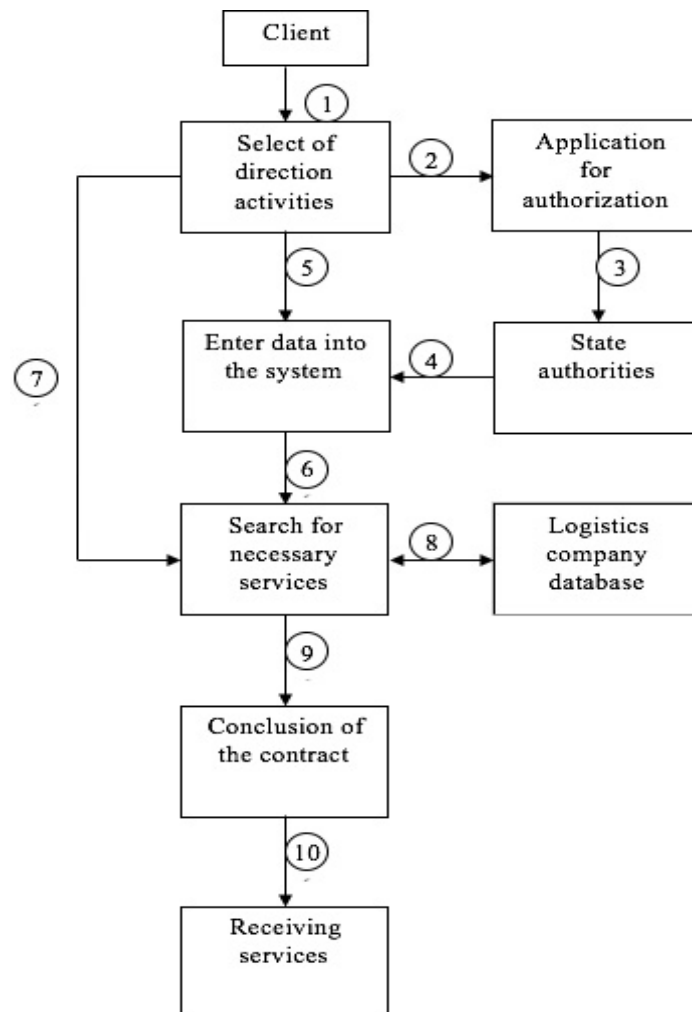 Client
1
Select of
direction
activities
2
Application
for
authorization
3
5
Enter data into
the system
4
State
authorities
7
6
Search for
necessary
services
8
Logistics
company
database
9
Conclusion of
the contract
10
Receiving
services